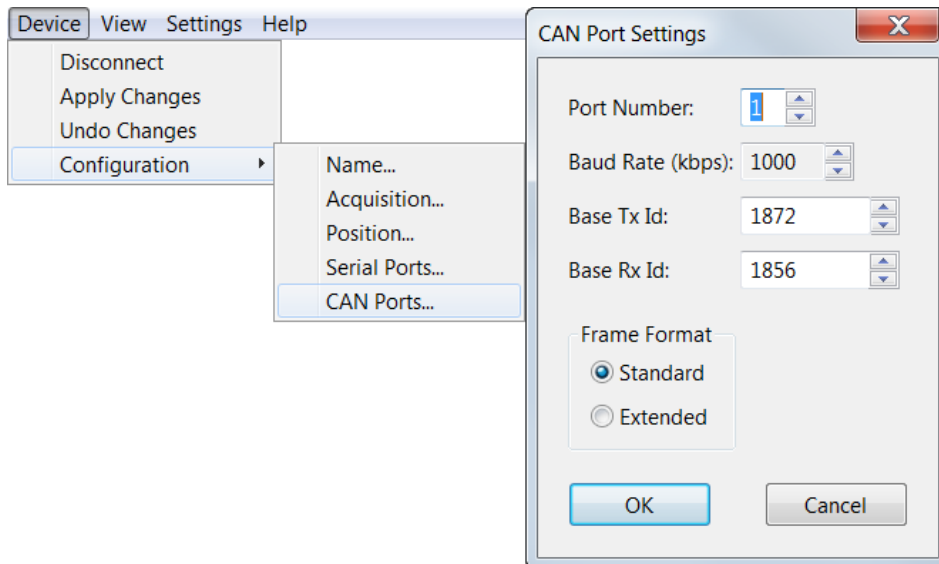 Device View Settings Help
Disconnect
Apply Changes
Undo Changes
Configuration
Name...
Acquisition...
Position...
Serial Ports...
CAN Ports...
CAN Port Settings
Port Number: 1
Baud Rate (kbps): 1000
Base Tx Id: 1872
Base Rx Id: 1856
Frame Format
Standard
Extended
OK Cancel